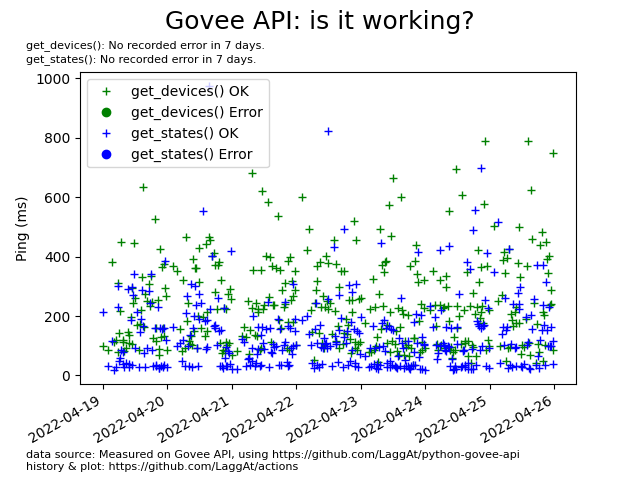 Govee API: is it working?
get_devices(): No recorded error in 7 days.
get_states(): No recorded error in 7 days.
1000
800
600
400
200
0
Ping (ms)
get_devices() OK
get_devices() Error
get_states() OK
get_states() Error
2022-04-19
2022-04-20
2022-04-21
2022-04-22
2022-04-23
2022-04-24
2022-04-25
2022-04-26
data source: Measured on Govee API, using https://github.com/LaggAt/python-govee-api
history & plot: https://github.com/LaggAt/actions